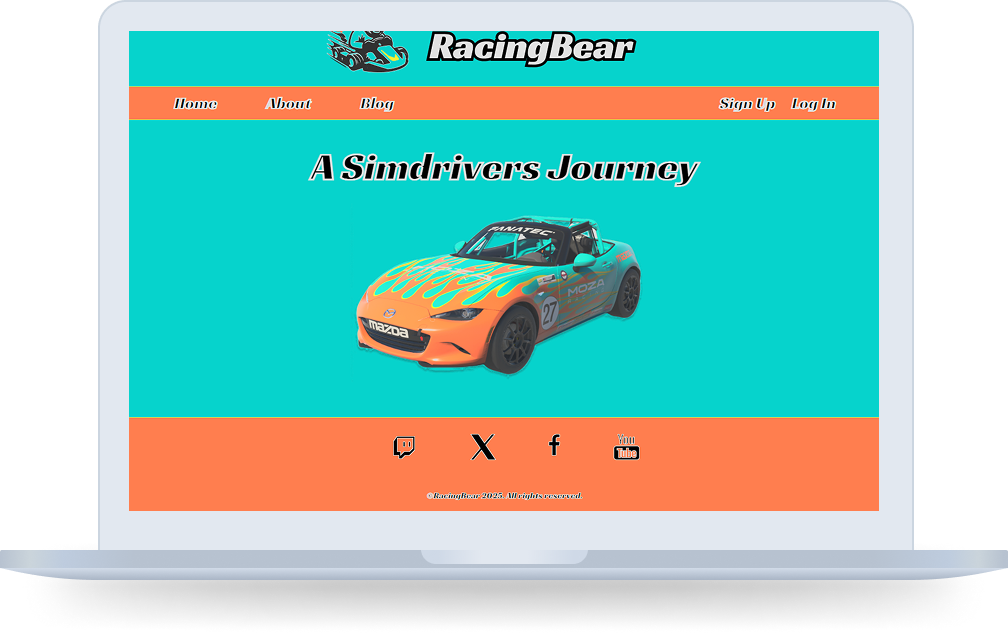 RacingBear
Home About Blog Sign Up Log In
A Simdrivers Journey
FANATEC
MOZA
27
mazda
You
Tube
©RacingBear 2025. All rights reserved.